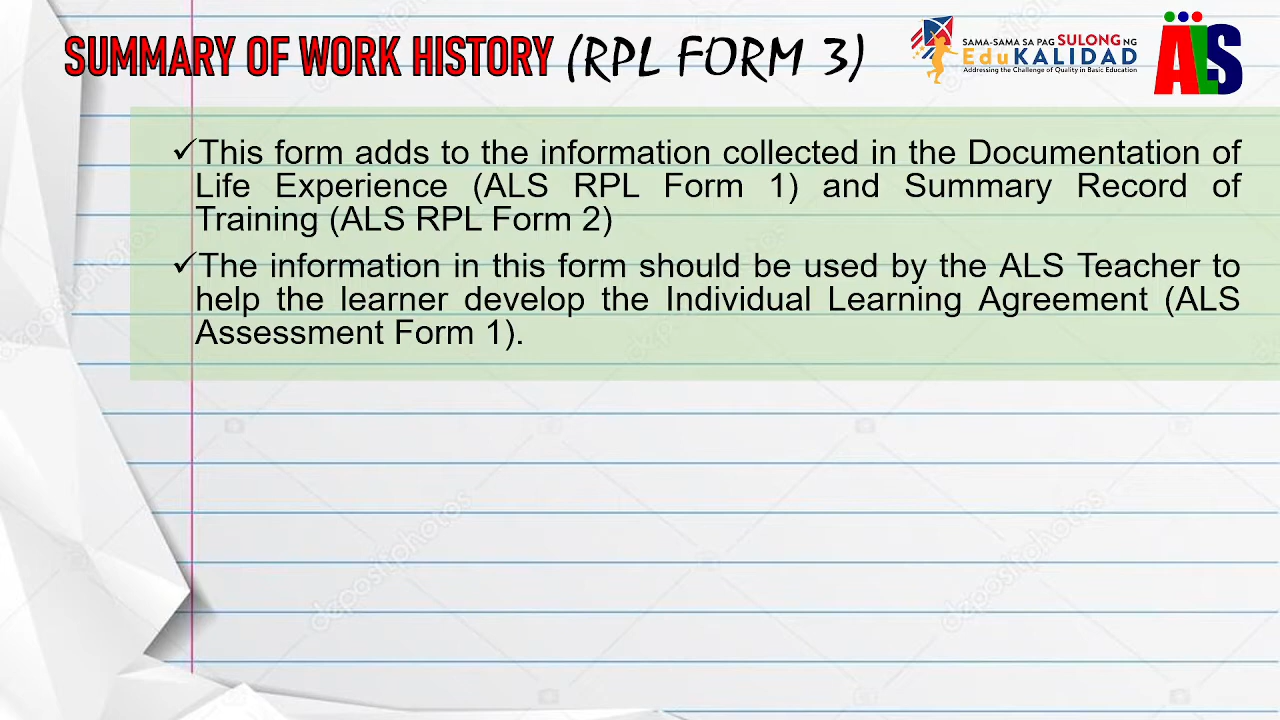 SUMMARY OF WORK HISTORY (RPL FORM 3)
SAMA-SAMA SA PAG SULONG NG
EduKALIDAD
Addressing the Challenge of Quality in Basic Education
ALS
✓This form adds to the information collected in the Documentation of
Life Experience (ALS RPL Form 1) and Summary Record of
Training (ALS RPL Form 2)
✓The information in this form should be used by the ALS Teacher to
help the learner develop the Individual Learning Agreement (ALS
Assessment Form 1).
depositphotos
depositphotos
depositphotos